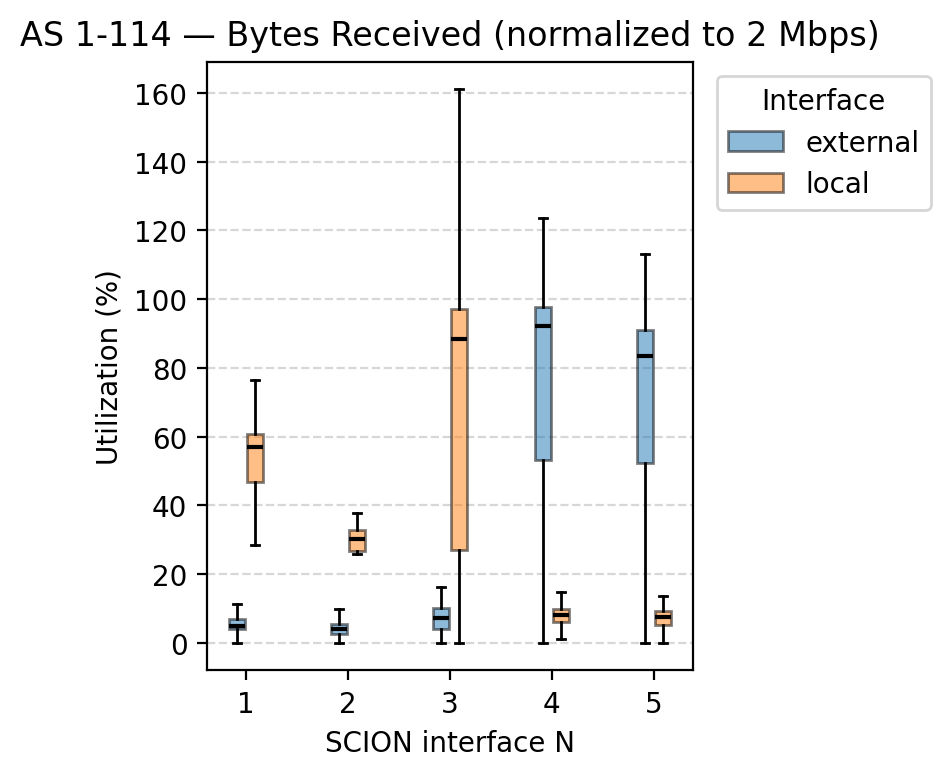 AS 1-114 — Bytes Received (normalized to 2 Mbps)
Interface
external
local
Utilization (%)
160
140
120
100
80
60
40
20
0
1 2 3 4 5
SCION interface N